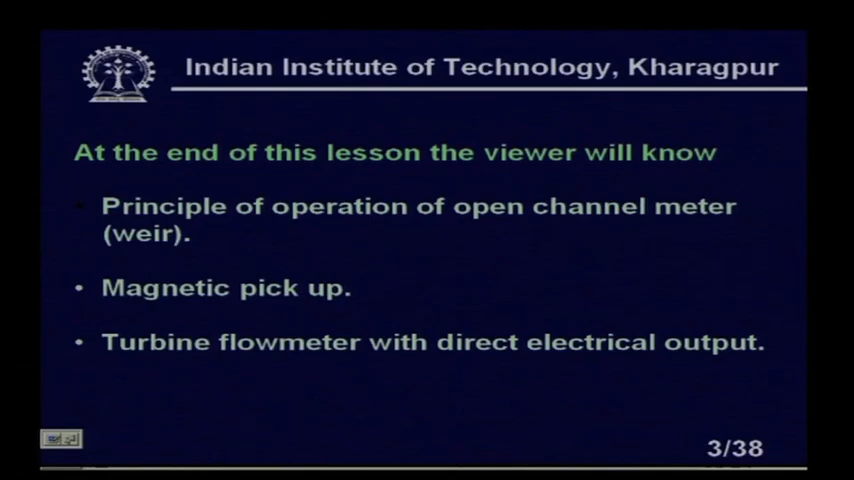 Indian Institute of Technology, Kharagpur
At the end of this lesson the viewer will know
• Principle of operation of open channel meter
(weir).
• Magnetic pick up.
• Turbine flowmeter with direct electrical output.
3/38